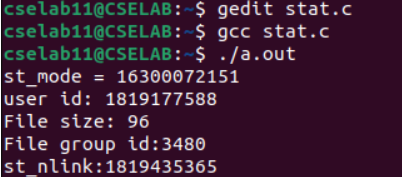 cselab11@CSELAB:~$ gedit stat.c
cselab11@CSELAB:~$ gcc stat.c
cselab11@CSELAB:~$ ./a.out
st_mode = 16300072151
user id: 1819177588
File size: 96
File group id:3480
st_nlink:1819435365